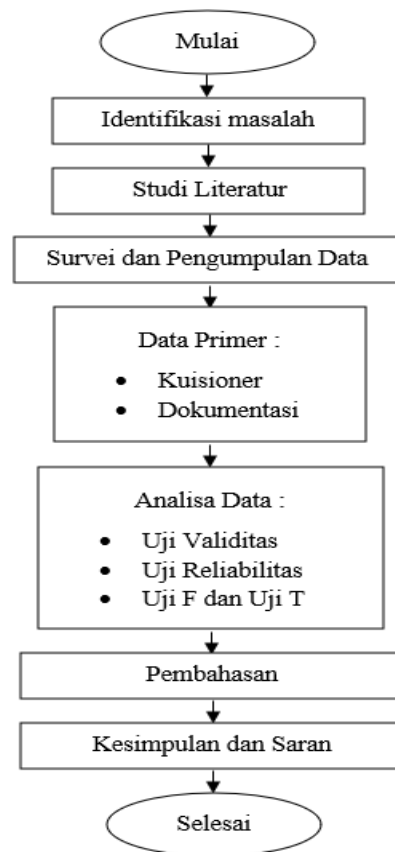 Mulai
Identifikasi masalah
Studi Literatur
Survei dan Pengumpulan Data
Data Primer :
• Kuisioner
• Dokumentasi
Analisa Data :
• Uji Validitas
• Uji Reliabilitas
• Uji F dan Uji T
Pembahasan
Kesimpulan dan Saran
Selesai